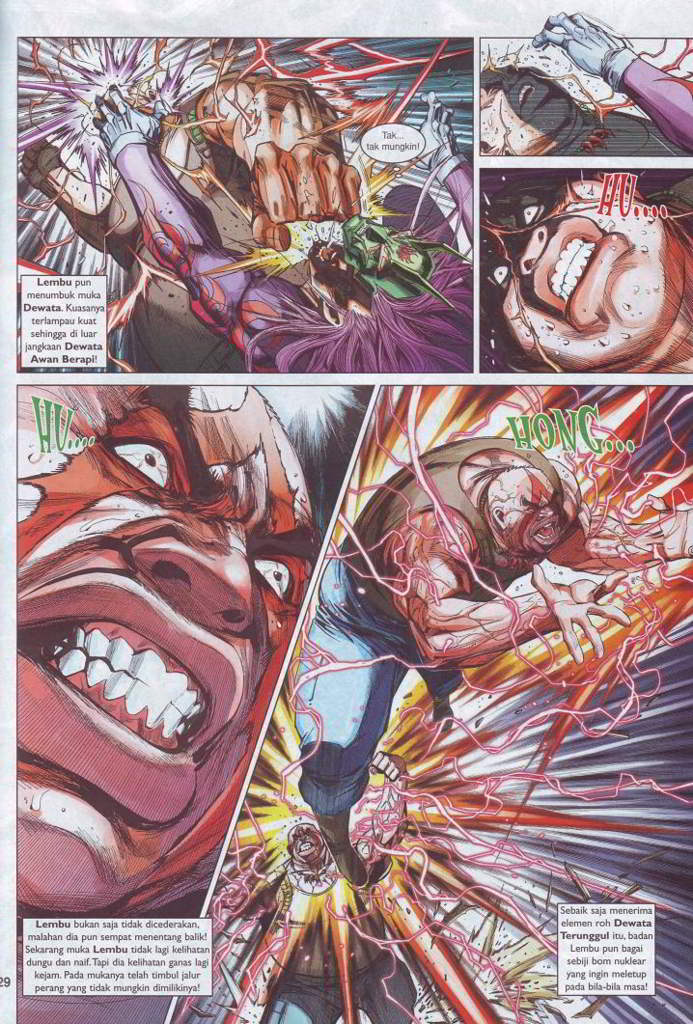 Tak...
tak mungkin!
Lembu pun
menumbuk muka
Dewata. Kuasanya
terlampau kuat
sehingga di luar
jangkaan Dewata
Awan Berapi!
HU....
HU....
HONG...
Lembu bukan saja tidak dicederakan,
malahan dia pun sempat menentang balik!
Sekarang muka Lembu tidak lagi kelihatan
dungu dan naif. Tapi dia kelihatan ganas lagi
kejam. Pada mukanya telah timbul jalur
perang yang tidak mungkin dimilikinya!
Sebaik saja menerima
elemen roh Dewata
Terunggul itu, badan
Lembu pun bagai
sebiji bom nuklear
yang ingin meletup
pada bila-bila masa!
29